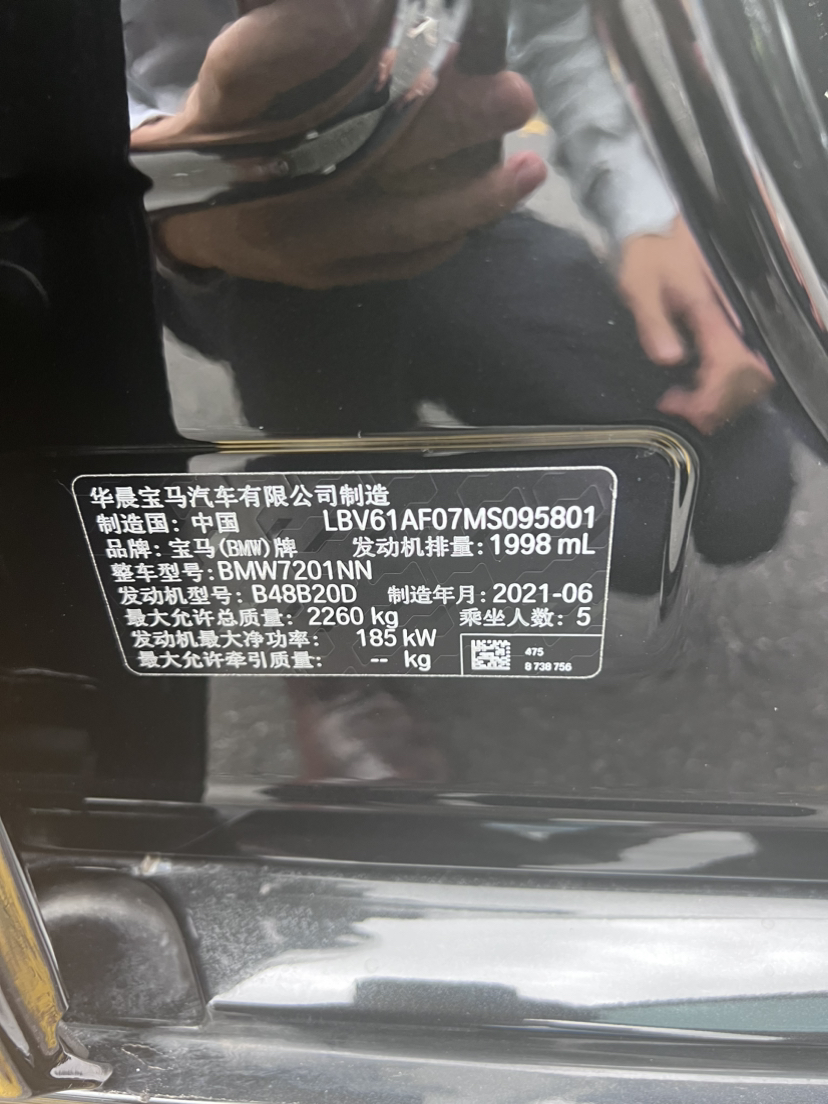 华晨宝马汽车有限公司制造
制造国：中国 LBV61AF07MS095801
品牌：宝马(BMW)牌 发动机排量：1998 mL
整车型号：BMW7201NN
发动机型号：B48B20D 制造年月：2021-06
最大允许总质量：2260 kg 乘坐人数：5
发动机最大净功率：185 kW
最大允许牵引质量：-- kg
475
8 738 756